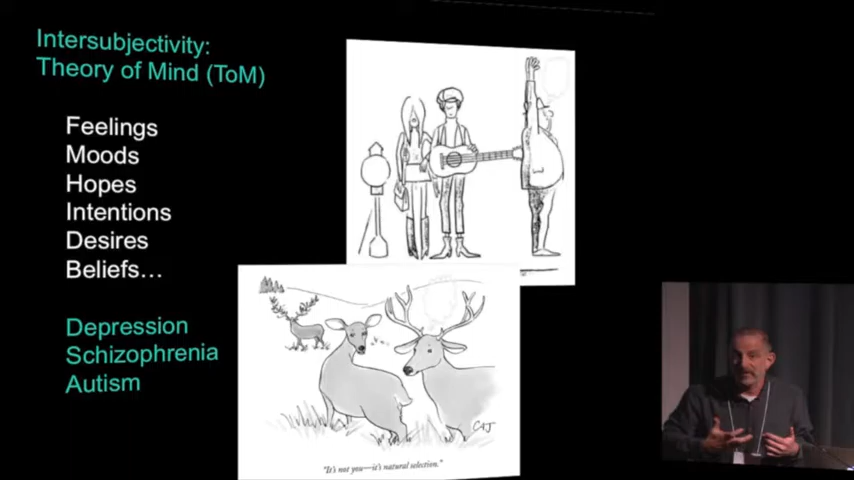 Intersubjectivity:
Theory of Mind (ToM)
Feelings
Moods
Hopes
Intentions
Desires
Beliefs…
Depression
Schizophrenia
Autism
C+J
"It's not you—it's natural selection."